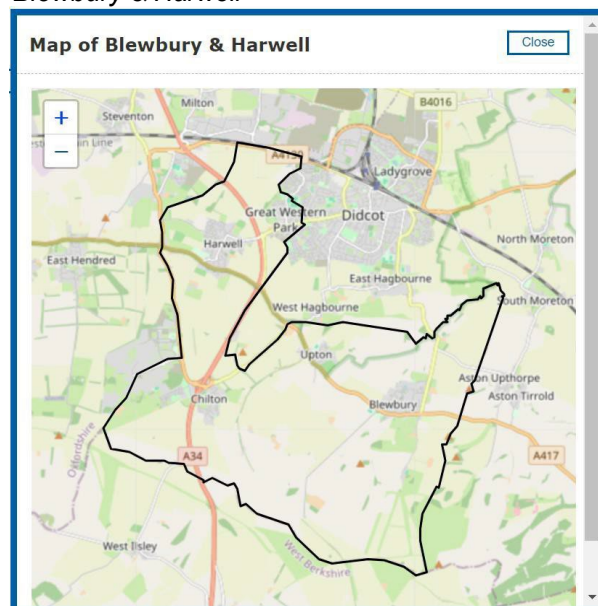 Blewbury & Harwell
Map of Blewbury & Harwell
Close
+
−
Milton
B4016
Steventon
ain Line
A4130
Ladygrove
Great Western
Park
Didcot
Harwell
North Moreton
East Hendred
East Hagbourne
South Moreton
West Hagbourne
Upton
Aston Upthorpe
Aston Tirrold
Chilton
Blewbury
A34
A417
Oxfordshire
West Ilsley
West Berkshire